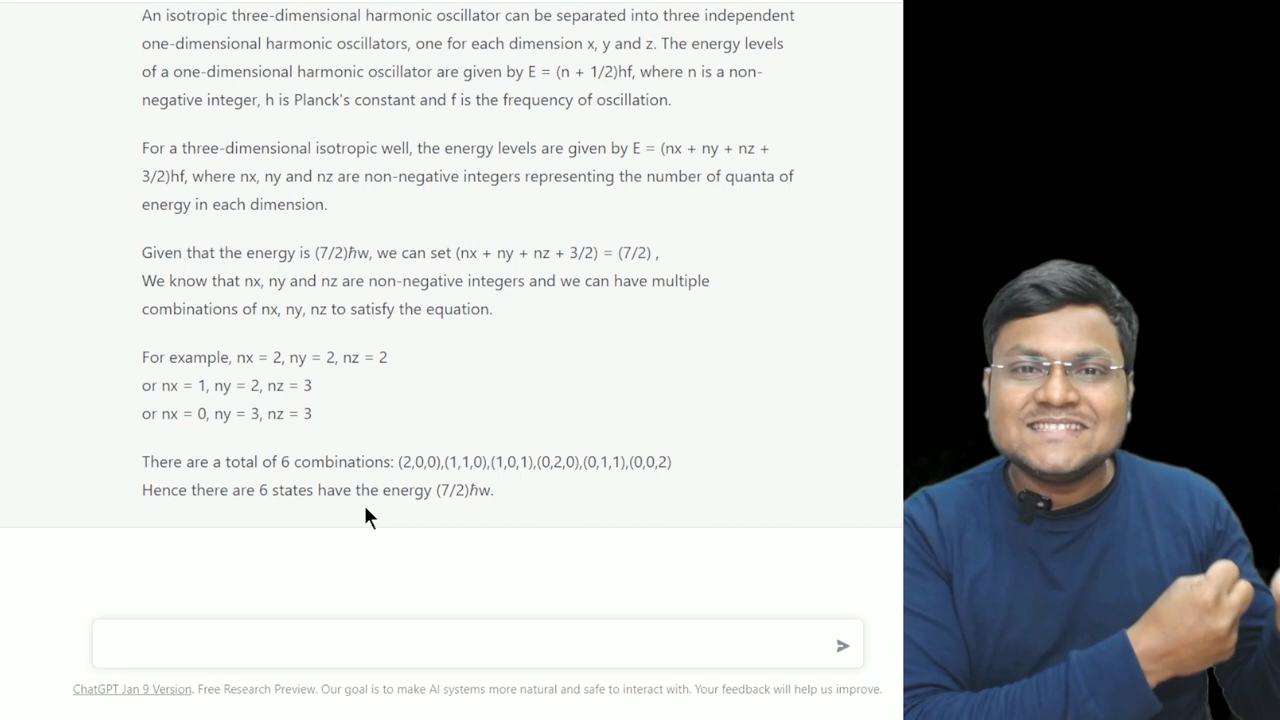 An isotropic three-dimensional harmonic oscillator can be separated into three independent
one-dimensional harmonic oscillators, one for each dimension x, y and z. The energy levels
of a one-dimensional harmonic oscillator are given by E = (n + 1/2)hf, where n is a non-
negative integer, h is Planck's constant and f is the frequency of oscillation.
For a three-dimensional isotropic well, the energy levels are given by E = (nx + ny + nz +
3/2)hf, where nx, ny and nz are non-negative integers representing the number of quanta of
energy in each dimension.
Given that the energy is (7/2)ℏw, we can set (nx + ny + nz + 3/2) = (7/2) ,
We know that nx, ny and nz are non-negative integers and we can have multiple
combinations of nx, ny, nz to satisfy the equation.
For example, nx = 2, ny = 2, nz = 2
or nx = 1, ny = 2, nz = 3
or nx = 0, ny = 3, nz = 3
There are a total of 6 combinations: (2,0,0),(1,1,0),(1,0,1),(0,2,0),(0,1,1),(0,0,2)
Hence there are 6 states have the energy (7/2)ℏw.
ChatGPT Jan 9 Version. Free Research Preview. Our goal is to make AI systems more natural and safe to interact with. Your feedback will help us improve.